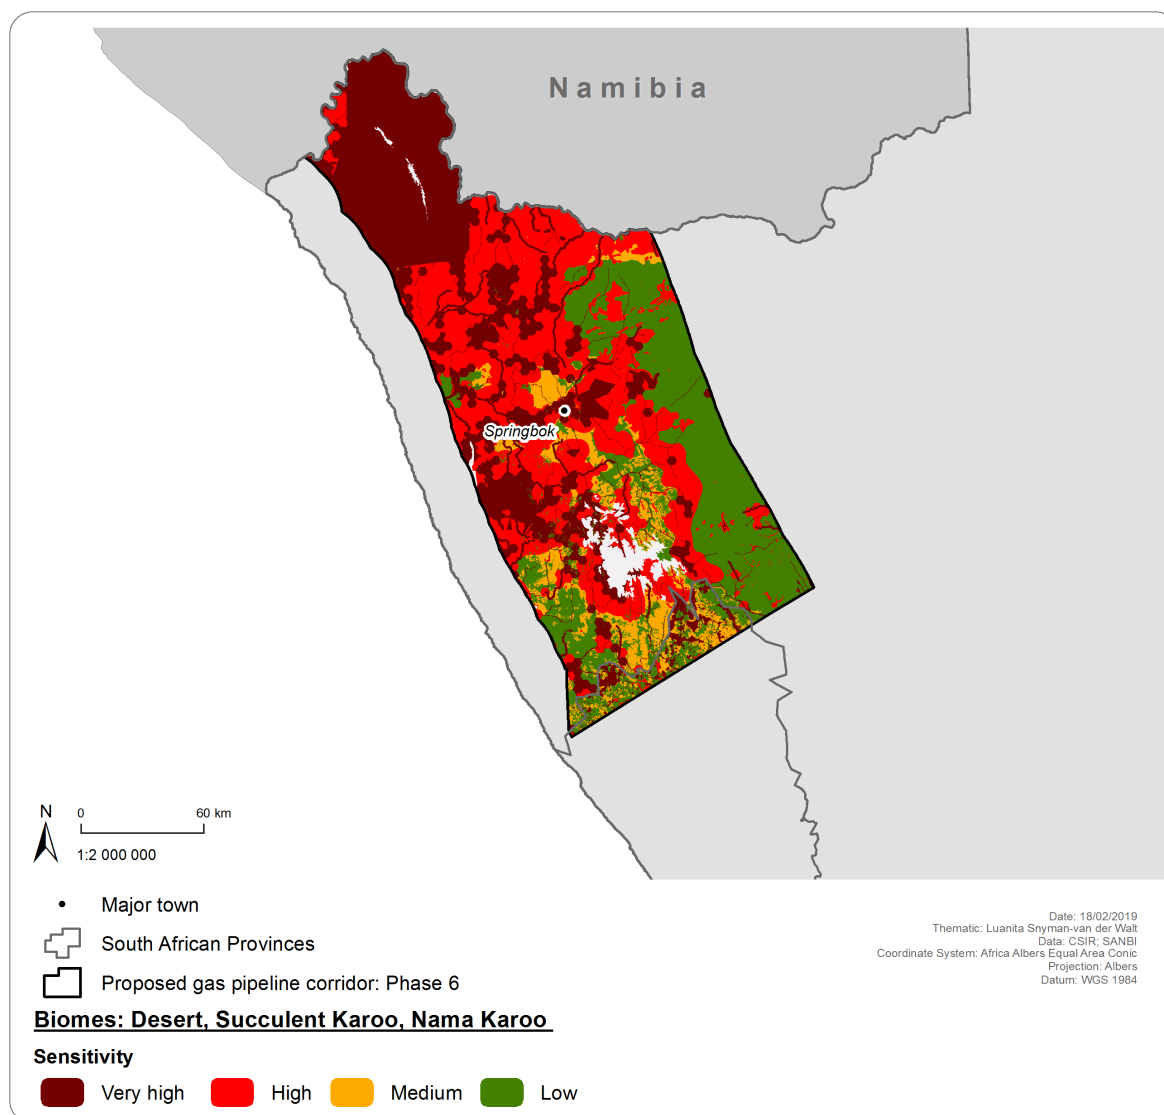 Namibia
Springbok
N
0 60 km
1:2 000 000
Major town
South African Provinces
Proposed gas pipeline corridor: Phase 6
Date: 18/02/2019
Thematic: Luanita Snyman-van der Walt
Data: CSIR; SANBI
Coordinate System: Africa Albers Equal Area Conic
Projection: Albers
Datum: WGS 1984
Biomes: Desert, Succulent Karoo, Nama Karoo
Sensitivity
Very high High Medium Low